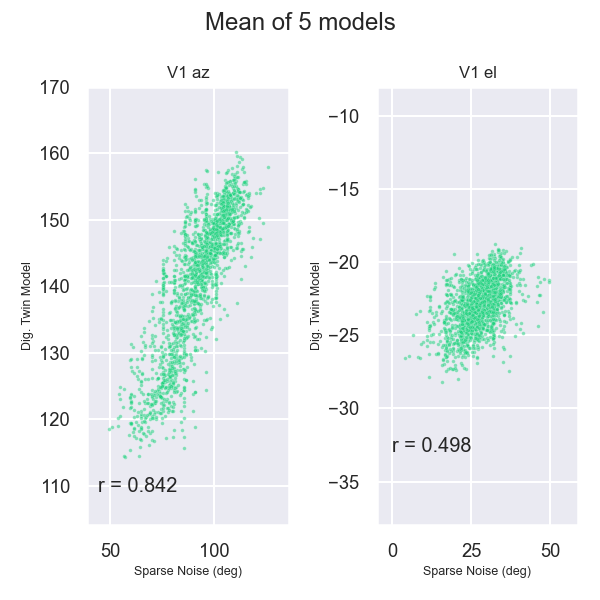 Mean of 5 models
V1 az
170
160
150
140
130
120
110
Dig. Twin Model
r = 0.842
50
100
Sparse Noise (deg)
V1 el
−10
−15
−20
−25
−30
−35
Dig. Twin Model
r = 0.498
0
25
50
Sparse Noise (deg)